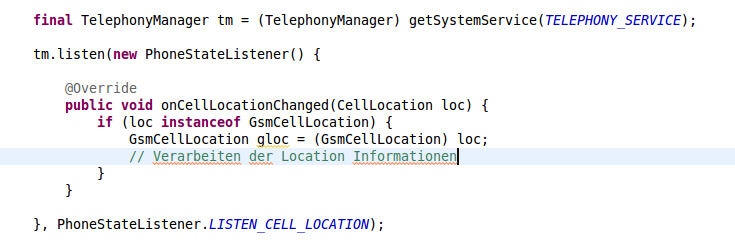 final TelephonyManager tm = (TelephonyManager) getSystemService(TELEPHONY_SERVICE);
tm.listen(new PhoneStateListener() {
@Override
public void onCellLocationChanged(CellLocation loc) {
if (loc instanceof GsmCellLocation) {
GsmCellLocation gloc = (GsmCellLocation) loc;
// Verarbeiten der Location Informationen
}
}
}, PhoneStateListener.LISTEN_CELL_LOCATION);